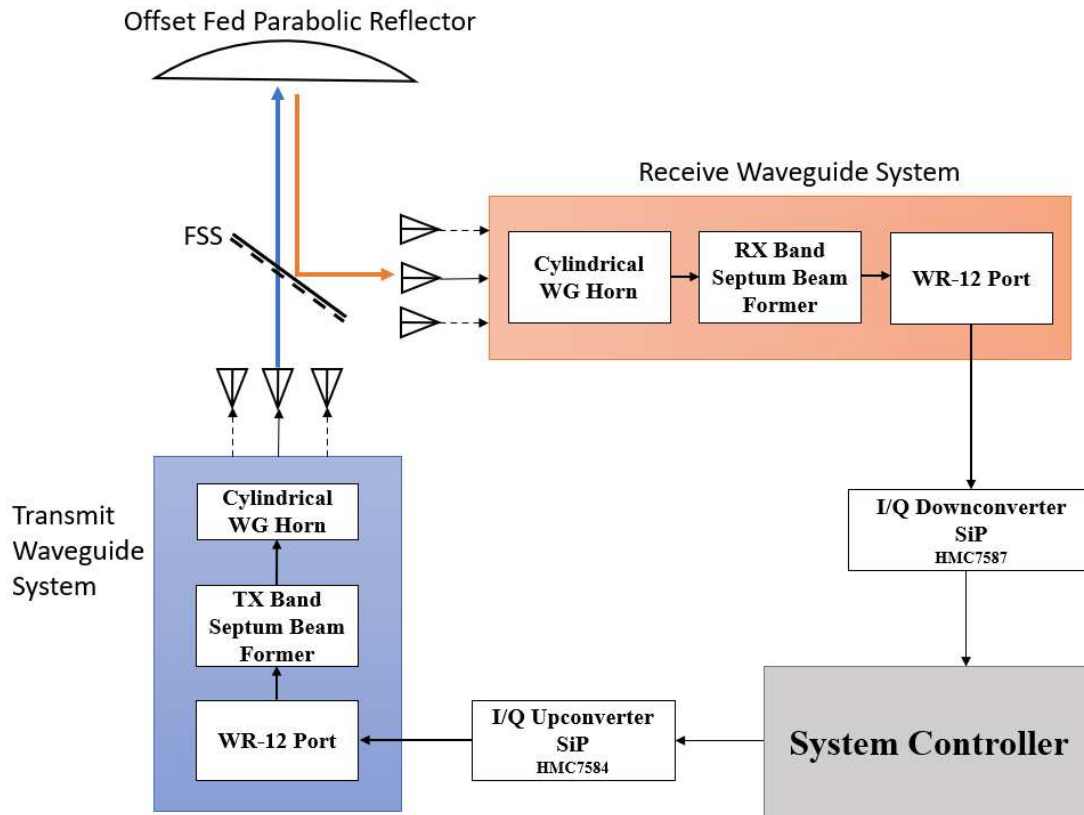 Offset Fed Parabolic Reflector
Receive Waveguide System
FSS
Cylindrical
WG Horn
RX Band
Septum Beam
Former
WR-12 Port
I/Q Downconverter
SiP
HMC7587
Transmit
Waveguide
System
Cylindrical
WG Horn
TX Band
Septum Beam
Former
WR-12 Port
I/Q Upconverter
SiP
HMC7584
System Controller